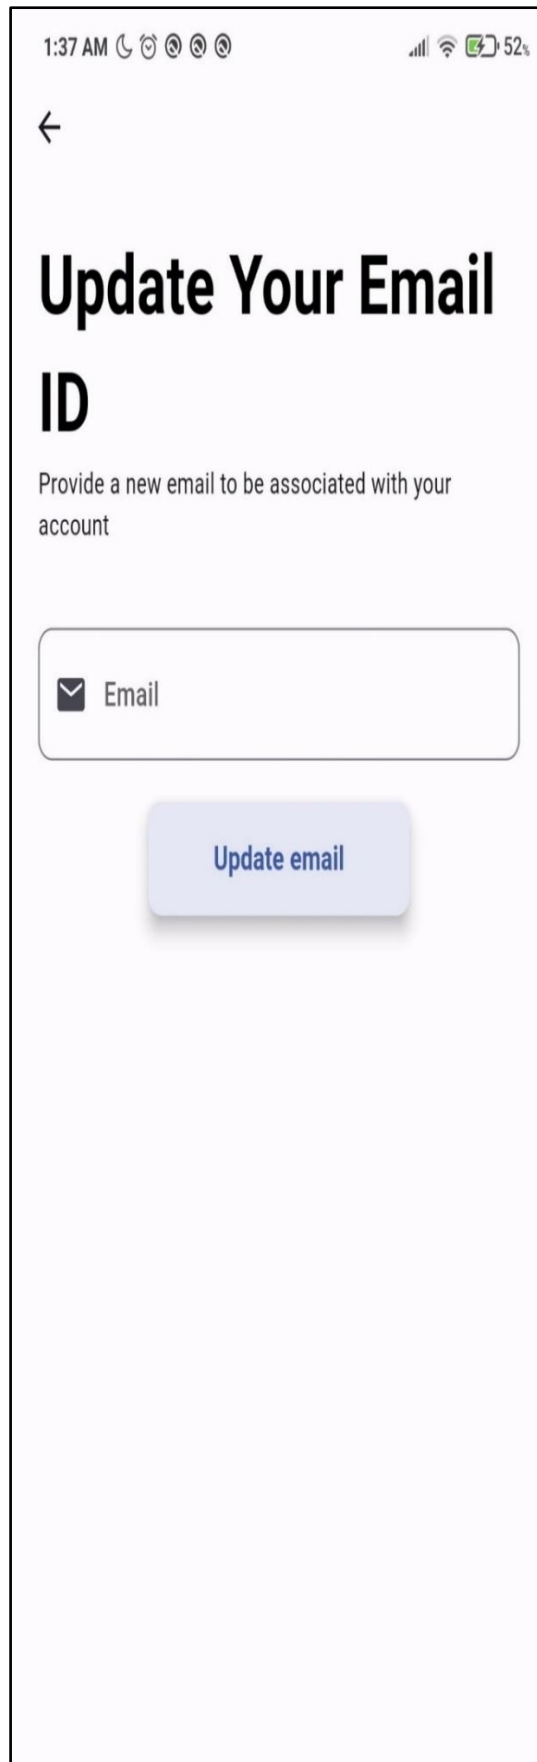 1:37 AM 52%
Update Your Email
ID
Provide a new email to be associated with your
account
Email
Update email